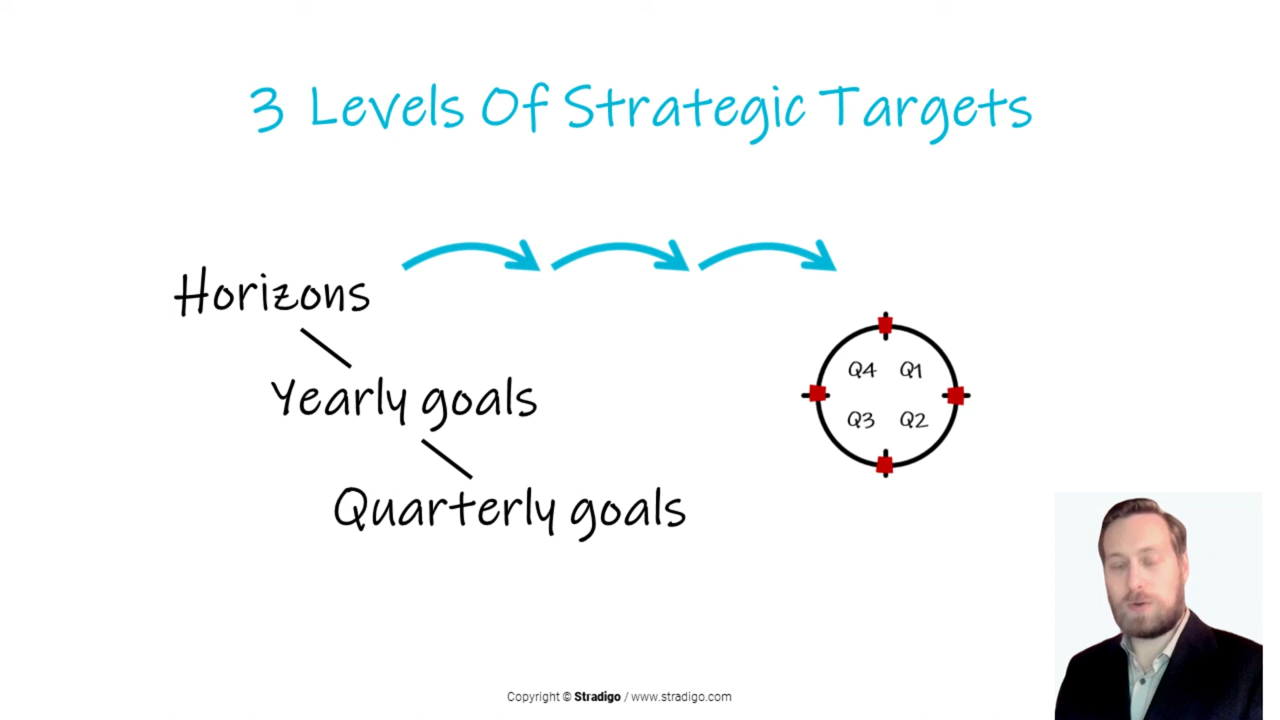 3 Levels Of Strategic Targets
Horizons
Yearly goals
Quarterly goals
Q4 Q1
Q3 Q2
Copyright © Stradigo / www.stradigo.com